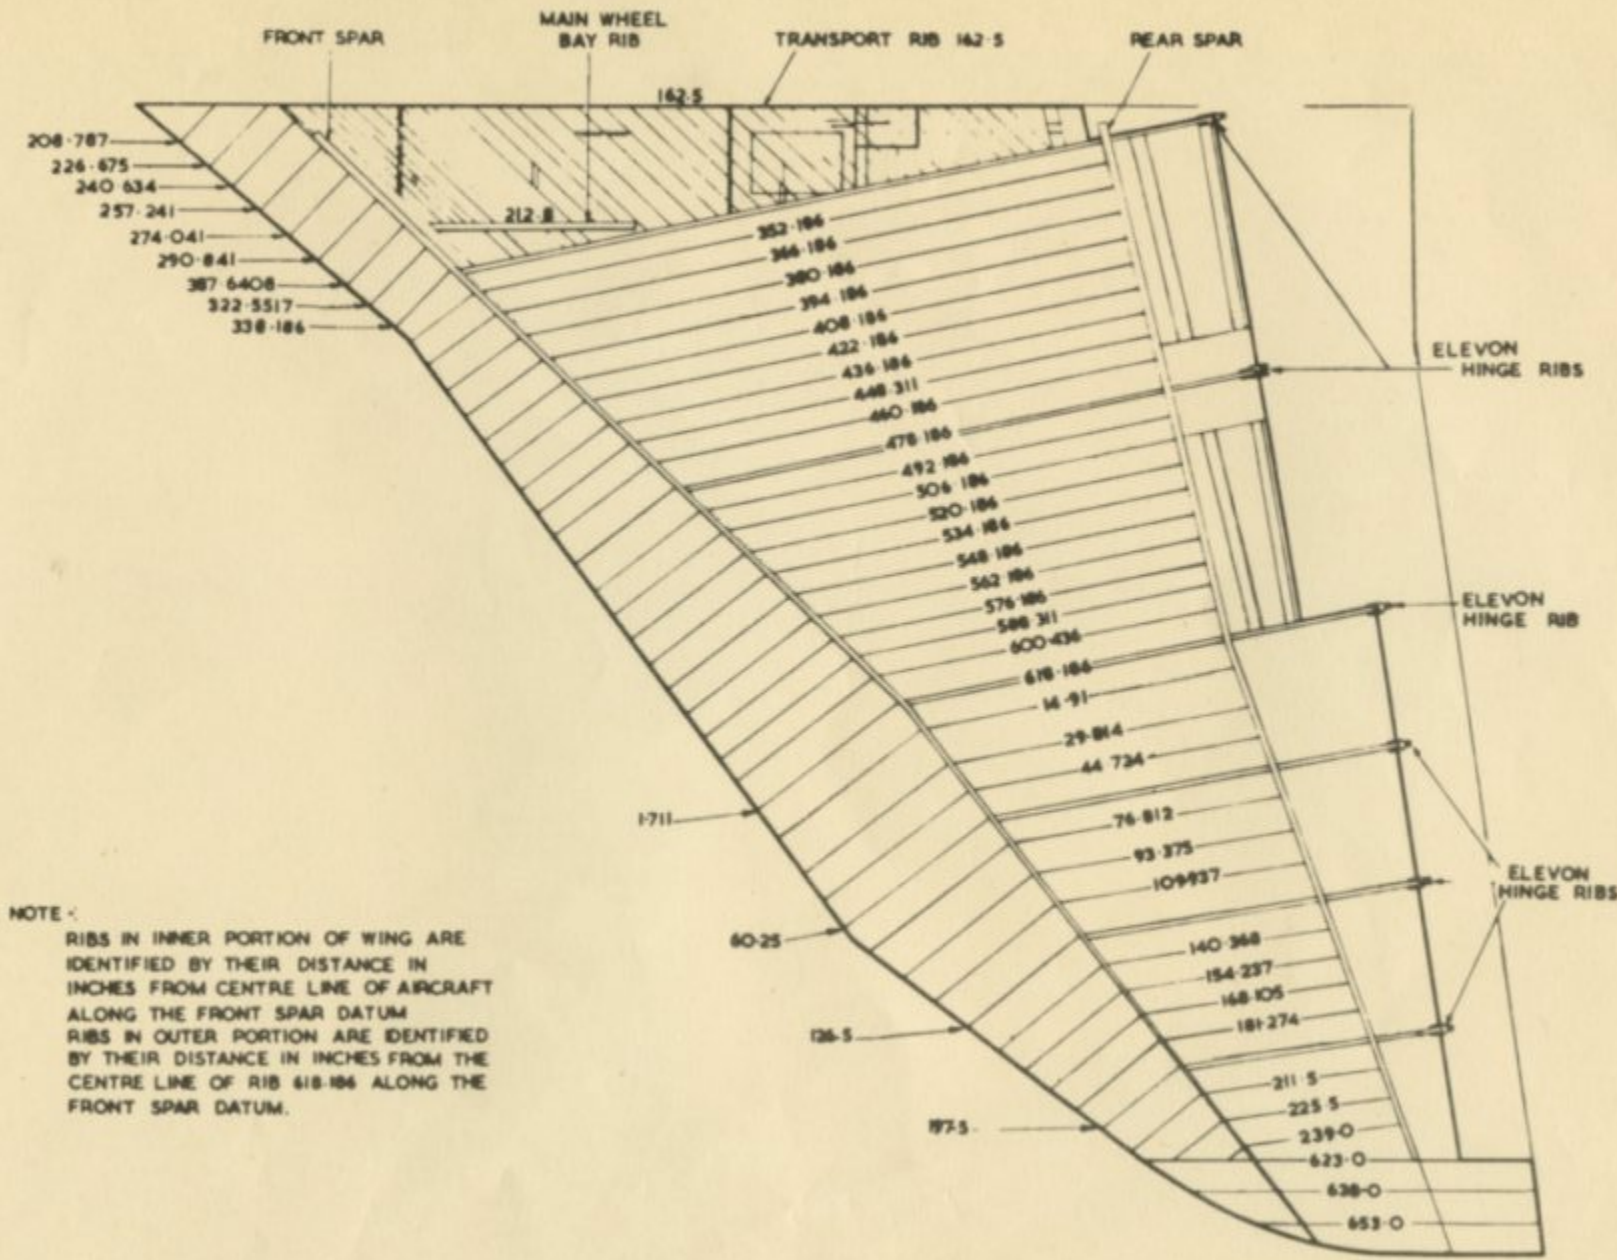 FRONT SPAR
MAIN WHEEL
BAY RIB
TRANSPORT RIB 162·5
REAR SPAR
162·5
208·787
226·675
240·634
257·241
274·041
290·841
387·6408
322·5517
338·186
212·8
352·186
366·186
380·186
394·186
408·186
422·186
436·186
448·311
460·186
478·186
492·186
506·186
520·186
534·186
548·186
562·186
576·186
588·311
600·436
618·186
14·91
29·814
44·724
76·812
93·375
109·937
140·368
154·237
168·105
181·274
211·5
225·5
239·0
623·0
638·0
653·0
ELEVON
HINGE RIBS
ELEVON
HINGE RIB
ELEVON
HINGE RIBS
1·711
60·25
126·5
197·5
NOTE:
RIBS IN INNER PORTION OF WING ARE
IDENTIFIED BY THEIR DISTANCE IN
INCHES FROM CENTRE LINE OF AIRCRAFT
ALONG THE FRONT SPAR DATUM
RIBS IN OUTER PORTION ARE IDENTIFIED
BY THEIR DISTANCE IN INCHES FROM THE
CENTRE LINE OF RIB 618·186 ALONG THE
FRONT SPAR DATUM.